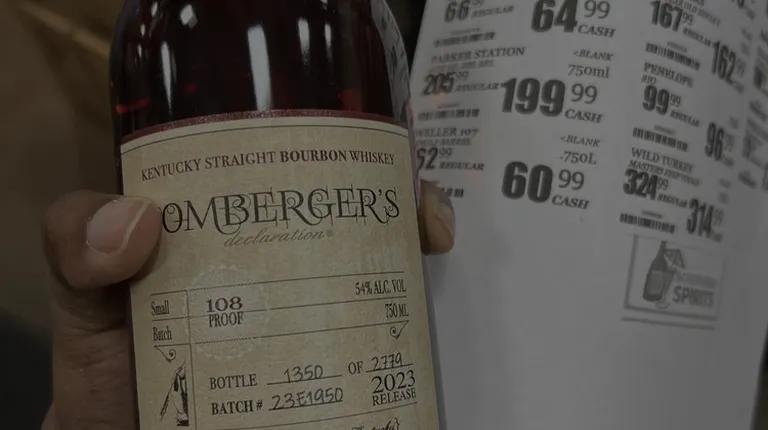 KENTUCKY STRAIGHT BOURBON WHISKEY
OMBERGER'S
declaration
Small
Batch
108
PROOF
54% ALC. VOL
750 ML
BOTTLE 1350 OF 2779
BATCH # 23E1950
2023
RELEASE
66 REGULAR
64 99
CASH
PARKER STATION
205 REGULAR
<BLANK
750ml
199 99
CASH
WELLER 107
62 99 REGULAR
<BLANK
-750L
60 99
CASH
167 99
REGULAR
162
PENELOPE
99 99
REGULAR
96
WILD TURKEY
324 99
REGULAR
314
SPIRITS